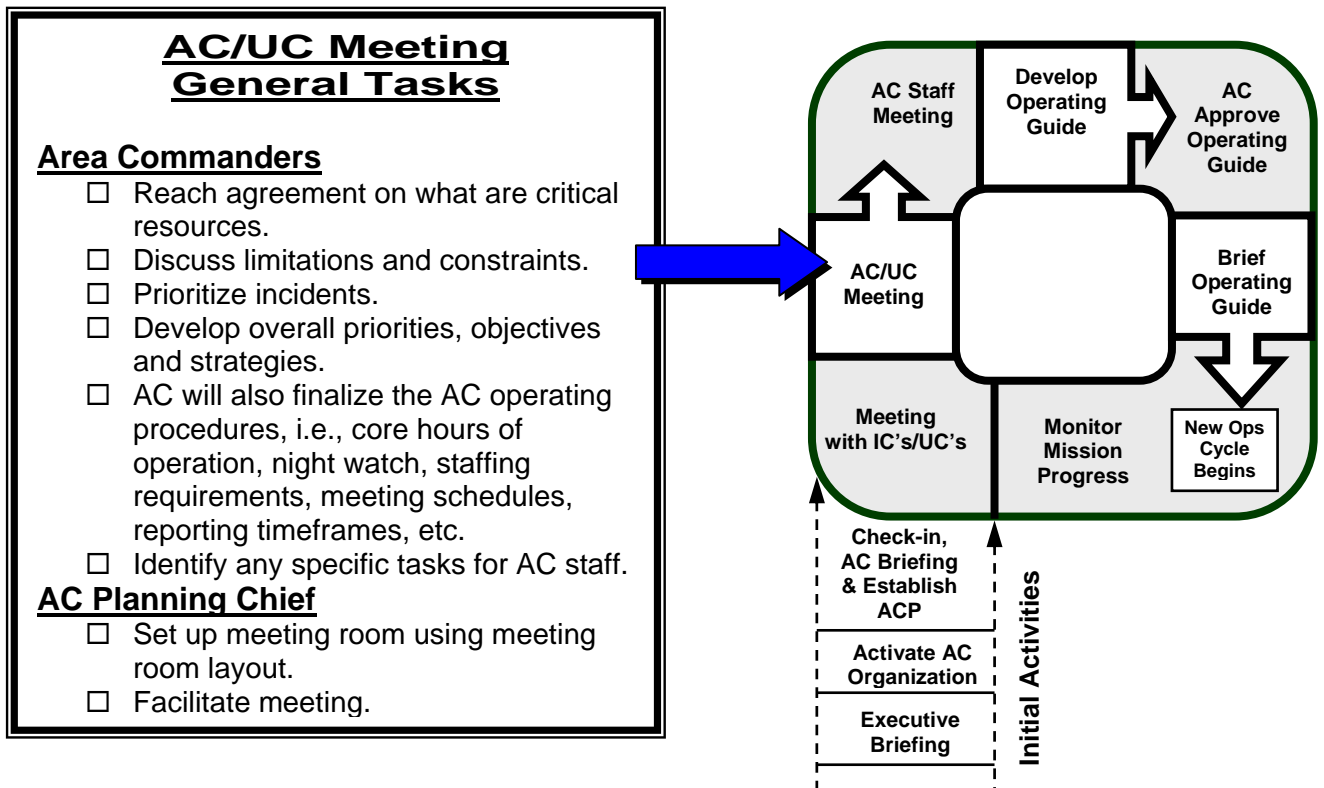 AC/UC Meeting
General Tasks
Area Commanders
☐ Reach agreement on what are critical
resources.
☐ Discuss limitations and constraints.
☐ Prioritize incidents.
☐ Develop overall priorities, objectives
and strategies.
☐ AC will also finalize the AC operating
procedures, i.e., core hours of
operation, night watch, staffing
requirements, meeting schedules,
reporting timeframes, etc.
☐ Identify any specific tasks for AC staff.
AC Planning Chief
☐ Set up meeting room using meeting
room layout.
☐ Facilitate meeting.
AC Staff
Meeting
Develop
Operating
Guide
AC
Approve
Operating
Guide
AC/UC
Meeting
Brief
Operating
Guide
Meeting
with IC’s/UC’s
Monitor
Mission
Progress
New Ops
Cycle
Begins
Check-in,
AC Briefing
& Establish
ACP
Activate AC
Organization
Executive
Briefing
Initial Activities